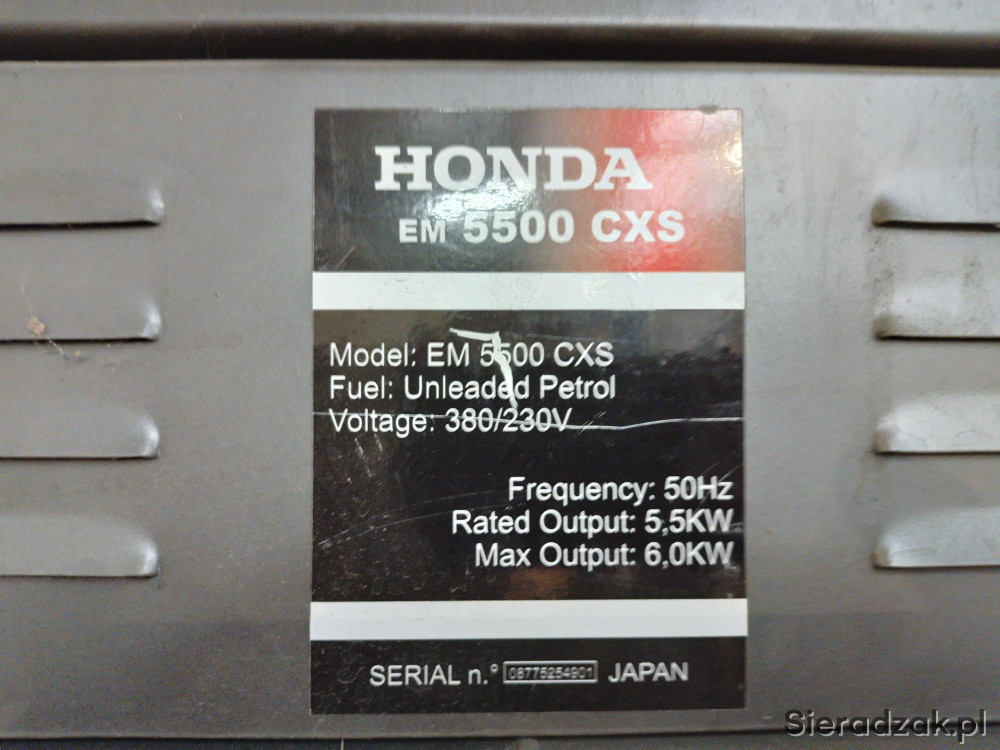 HONDA
EM 5500 CXS
Model: EM 5500 CXS
Fuel: Unleaded Petrol
Voltage: 380/230V
Frequency: 50Hz
Rated Output: 5,5KW
Max Output: 6,0KW
SERIAL n.º 08775254901 JAPAN
Sieradzak.pl